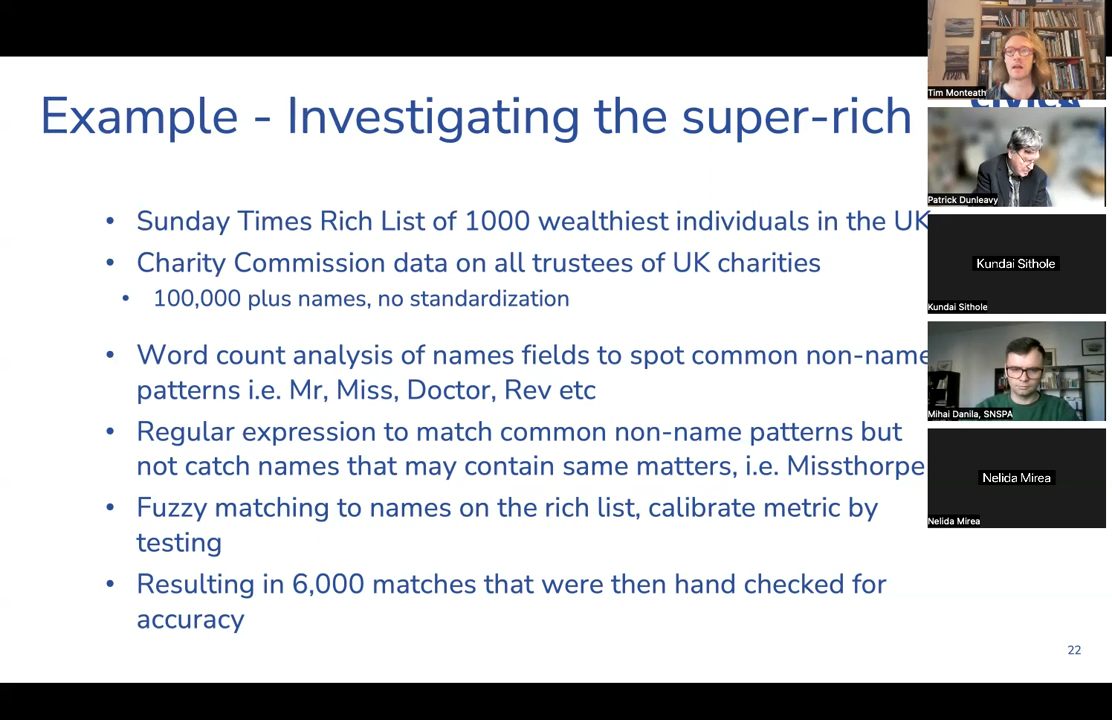 Example - Investigating the super-rich
• Sunday Times Rich List of 1000 wealthiest individuals in the UK
• Charity Commission data on all trustees of UK charities
• 100,000 plus names, no standardization
• Word count analysis of names fields to spot common non-name
patterns i.e. Mr, Miss, Doctor, Rev etc
• Regular expression to match common non-name patterns but
not catch names that may contain same matters, i.e. Missthorpe
• Fuzzy matching to names on the rich list, calibrate metric by
testing
• Resulting in 6,000 matches that were then hand checked for
accuracy
22
Tim Monteath
CIVICA
Patrick Dunleavy
Kundai Sithole
Kundai Sithole
Mihai Danila, SNSPA
Nelida Mirea
Nelida Mirea